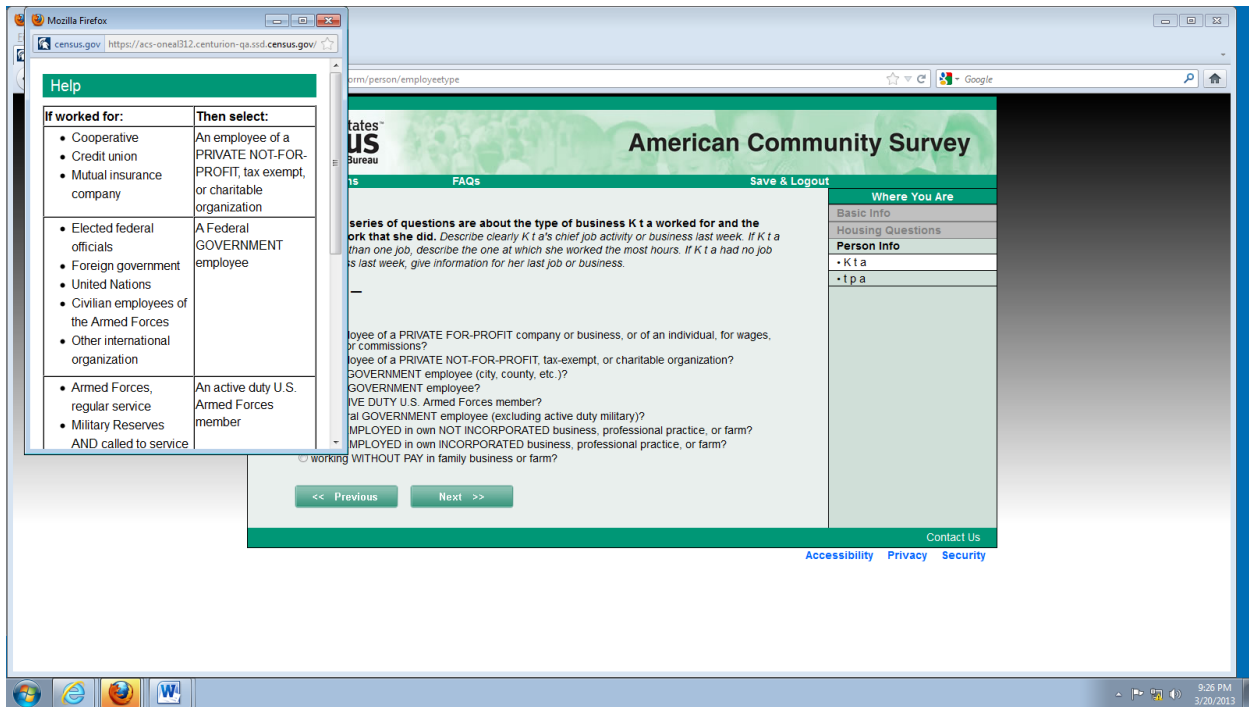 Mozilla Firefox
census.gov https://acs-oneal312.centurion-qa.ssd.census.gov/
Help
If worked for: Then select:
• Cooperative
• Credit union
• Mutual insurance
company
An employee of a
PRIVATE NOT-FOR-
PROFIT, tax exempt,
or charitable
organization
• Elected federal
officials
• Foreign government
• United Nations
• Civilian employees of
the Armed Forces
• Other international
organization
A Federal
GOVERNMENT
employee
• Armed Forces,
regular service
• Military Reserves
AND called to service
An active duty U.S.
Armed Forces
member
orm/person/employeetype
Google
tates
us
Bureau
American Community Survey
ns FAQs Save & Logout
series of questions are about the type of business K t a worked for and the
ork that she did. Describe clearly K t a's chief job activity or business last week. If K t a
than one job, describe the one at which she worked the most hours. If K t a had no job
s last week, give information for her last job or business.
–
loyee of a PRIVATE FOR-PROFIT company or business, or of an individual, for wages,
or commissions?
loyee of a PRIVATE NOT-FOR-PROFIT, tax-exempt, or charitable organization?
GOVERNMENT employee (city, county, etc.)?
GOVERNMENT employee?
IVE DUTY U.S. Armed Forces member?
ral GOVERNMENT employee (excluding active duty military)?
MPLOYED in own NOT INCORPORATED business, professional practice, or farm?
MPLOYED in own INCORPORATED business, professional practice, or farm?
working WITHOUT PAY in family business or farm?
<< Previous Next >>
Where You Are
Basic Info
Housing Questions
Person Info
• K t a
• t p a
Contact Us
Accessibility Privacy Security
9:26 PM
3/20/2013